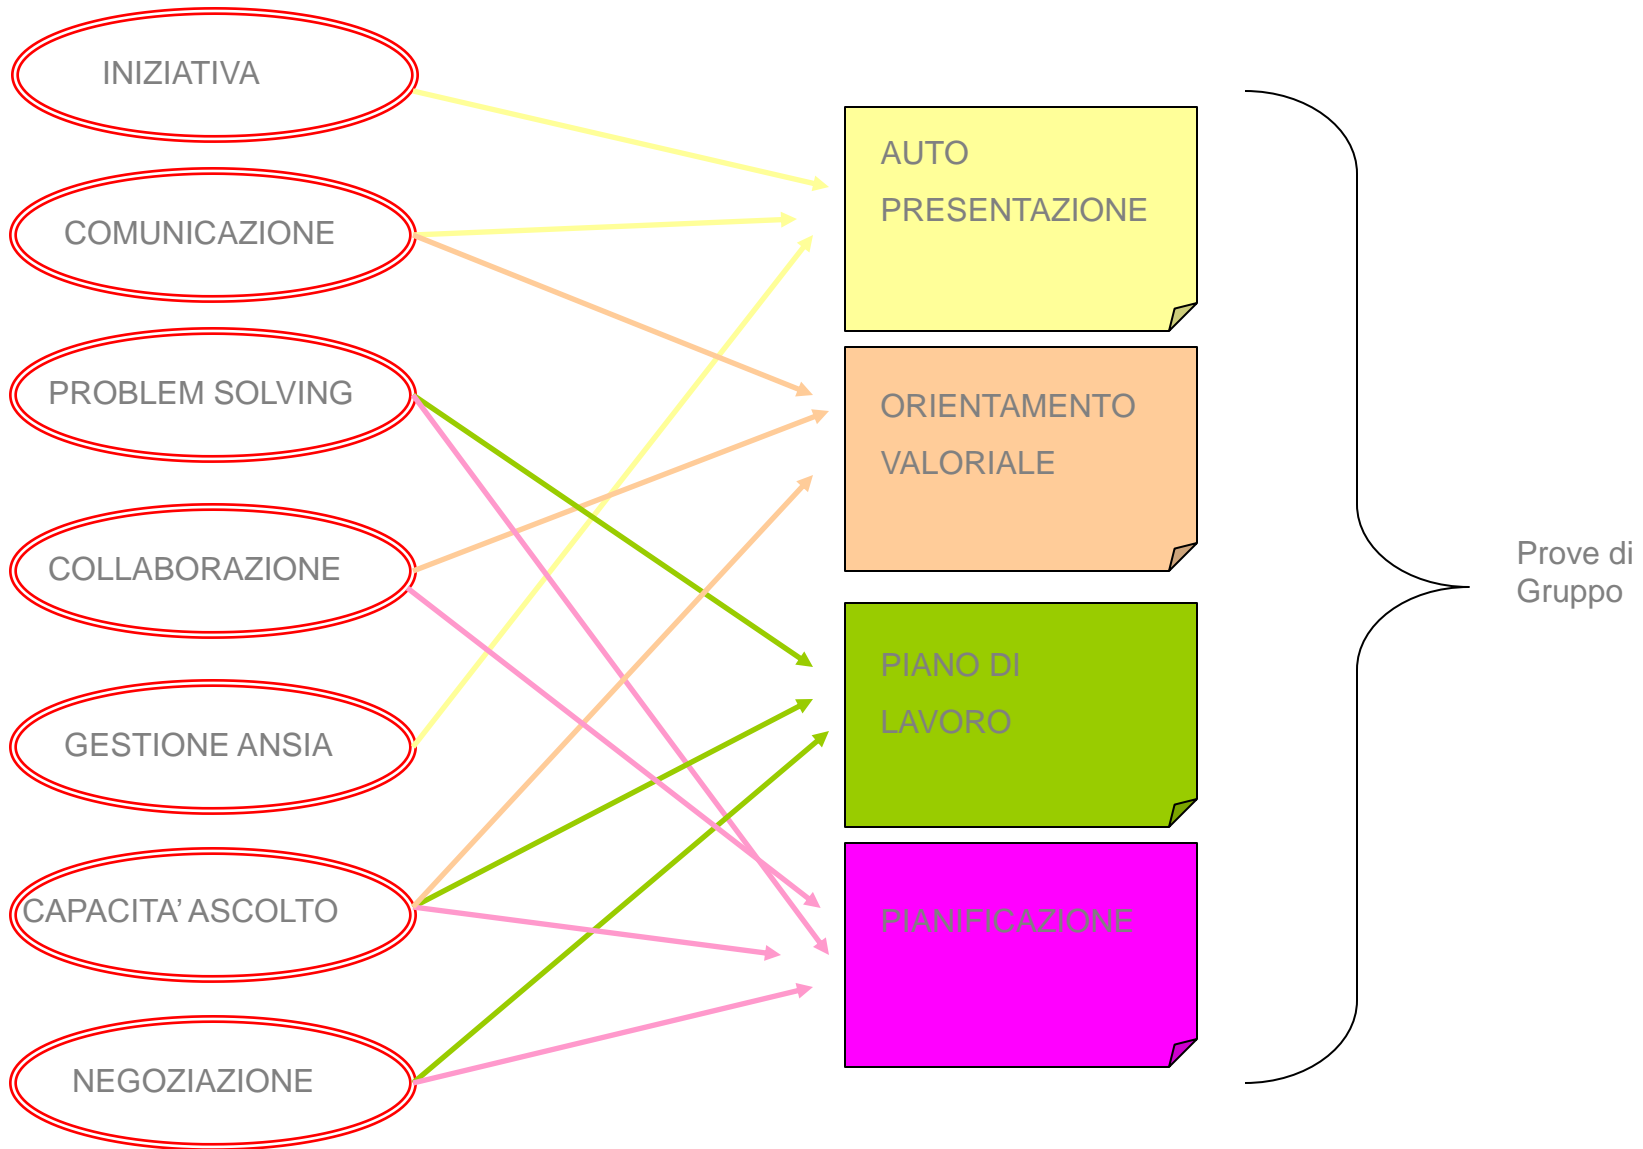 INIZIATIVA
COMUNICAZIONE
PROBLEM SOLVING
COLLABORAZIONE
GESTIONE ANSIA
CAPACITA’ ASCOLTO
NEGOZIAZIONE
AUTO
PRESENTAZIONE
ORIENTAMENTO
VALORIALE
PIANO DI
LAVORO
PIANIFICAZIONE
Prove di
Gruppo